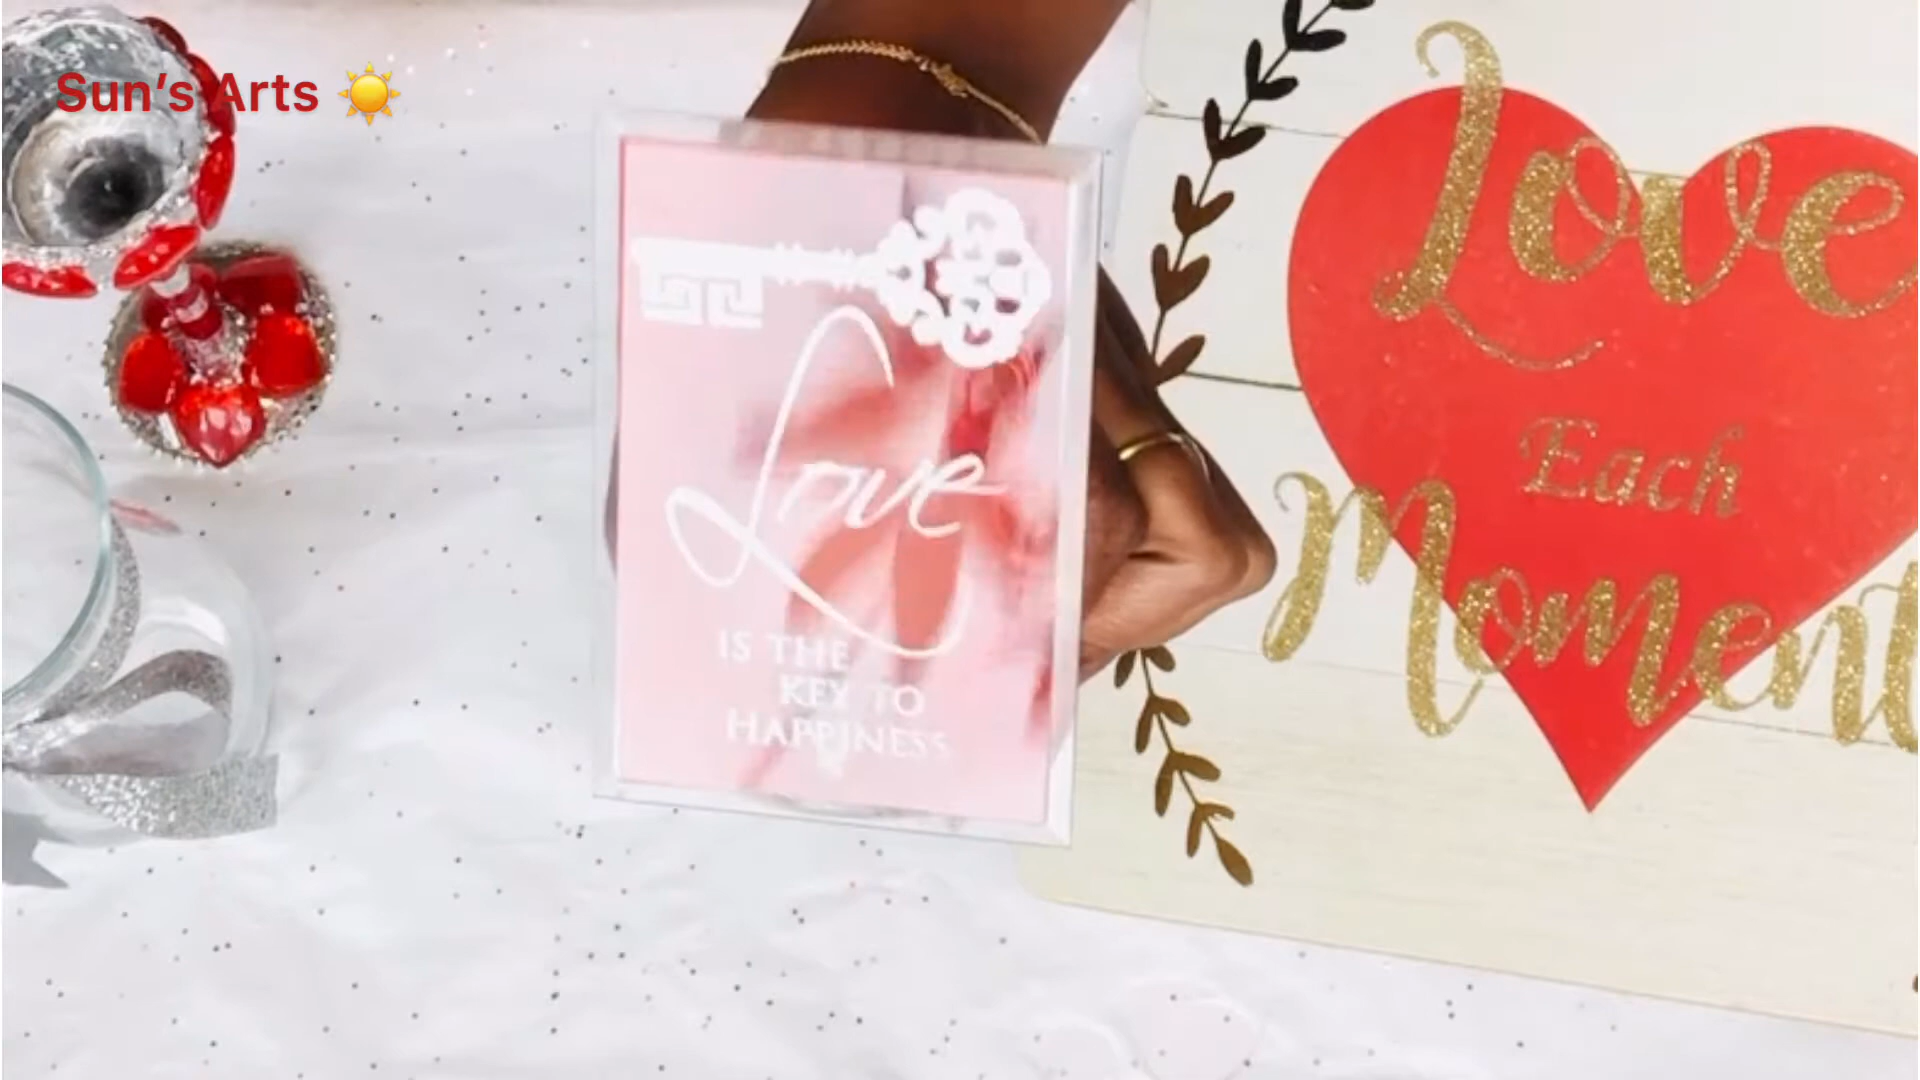 Sun's Arts ☀️
Love
IS THE
KEY TO
HAPPINESS
Love
Each
Moment